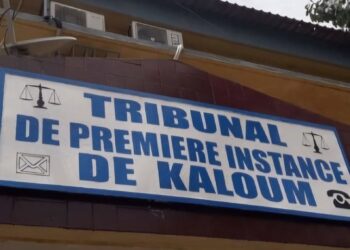 TRIBUNAL
DE PREMIERE INSTANCE
DE KALOUM